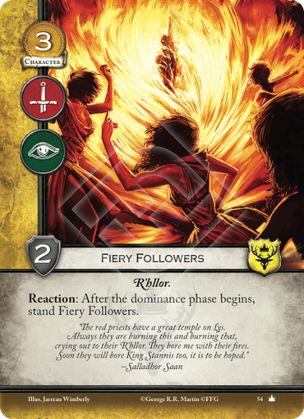 3
CHARACTER
2
FIERY FOLLOWERS
R'hllor.
Reaction: After the dominance phase begins,
stand Fiery Followers.
"The red priests have a great temple on Lys.
Always they are burning this and burning that,
crying out to their R'hllor. They bore me with their fires.
Soon they will bore King Stannis too, it is to be hoped."
–Salladhor Saan
Illus. Jarreau Wimberly ©George R.R. Martin ©FFG 54